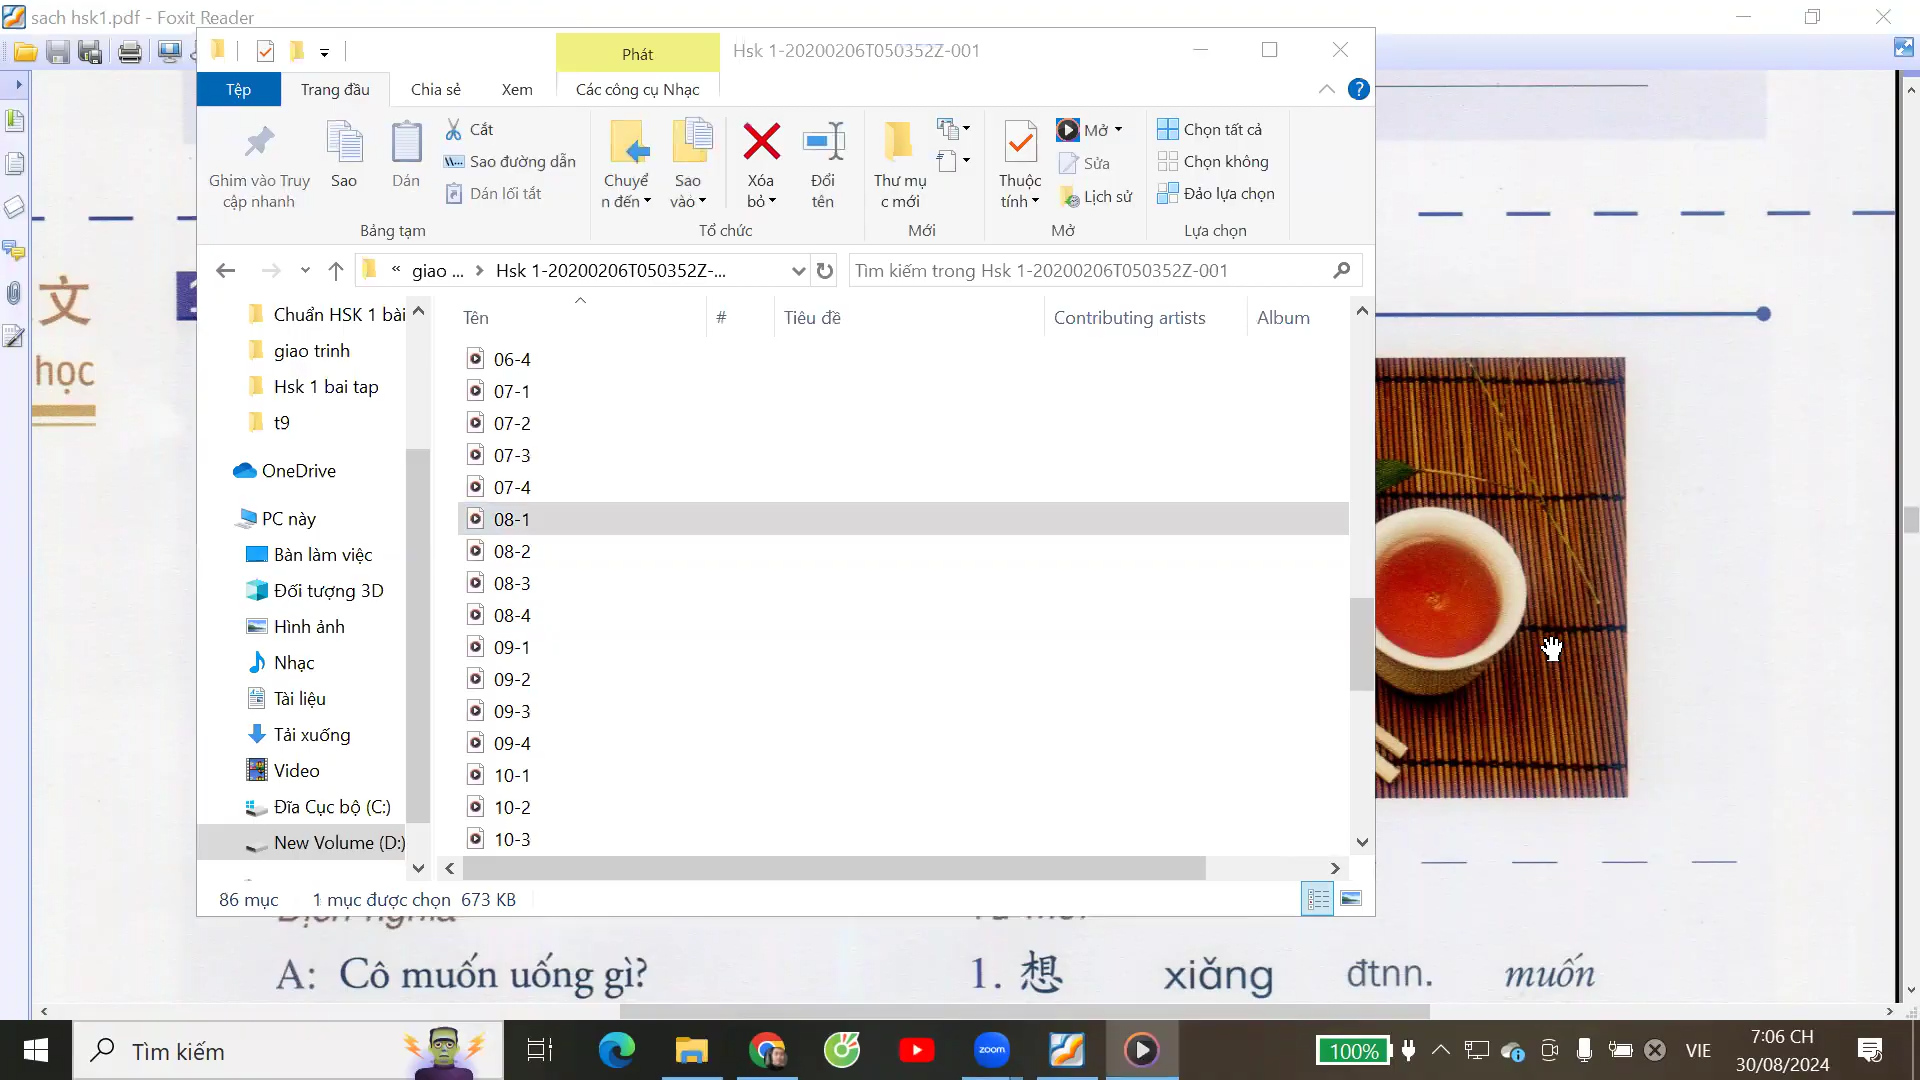 sach hsk1.pdf - Foxit Reader
Phát
Hsk 1-20200206T050352Z-001
Tệp
Trang đầu
Chia sẻ
Xem
Các công cụ Nhạc
Ghim vào Truy cập nhanh
Sao
Dán
Cắt
Sao đường dẫn
Dán lối tắt
Bảng tạm
Chuyể n đến
Sao vào
Xóa bỏ
Đổi tên
Tổ chức
Thư mụ c mới
Mới
Thuộc tính
Mở
Sửa
Lịch sử
Mở
Chọn tất cả
Chọn không
Đảo lựa chọn
Lựa chọn
« giao ... > Hsk 1-20200206T050352Z-...
Tìm kiếm trong Hsk 1-20200206T050352Z-001
文
học
Chuẩn HSK 1 bài
giao trinh
Hsk 1 bai tap
t9
OneDrive
PC này
Bàn làm việc
Đối tượng 3D
Hình ảnh
Nhạc
Tài liệu
Tải xuống
Video
Đĩa Cục bộ (C:)
New Volume (D:)
Tên # Tiêu đề Contributing artists Album
06-4
07-1
07-2
07-3
07-4
08-1
08-2
08-3
08-4
09-1
09-2
09-3
09-4
10-1
10-2
10-3
86 mục 1 mục được chọn 673 KB
A: Cô muốn uống gì?
1. 想 xiǎng đtnn. muốn
Tìm kiếm
zoom
100%
VIE
7:06 CH
30/08/2024